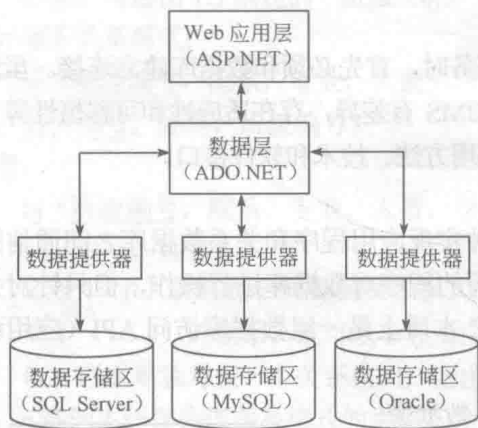 Web 应用层
(ASP.NET)
数据层
(ADO.NET)
数据提供器 数据提供器 数据提供器
数据存储区 数据存储区 数据存储区
(SQL Server) (MySQL) (Oracle)